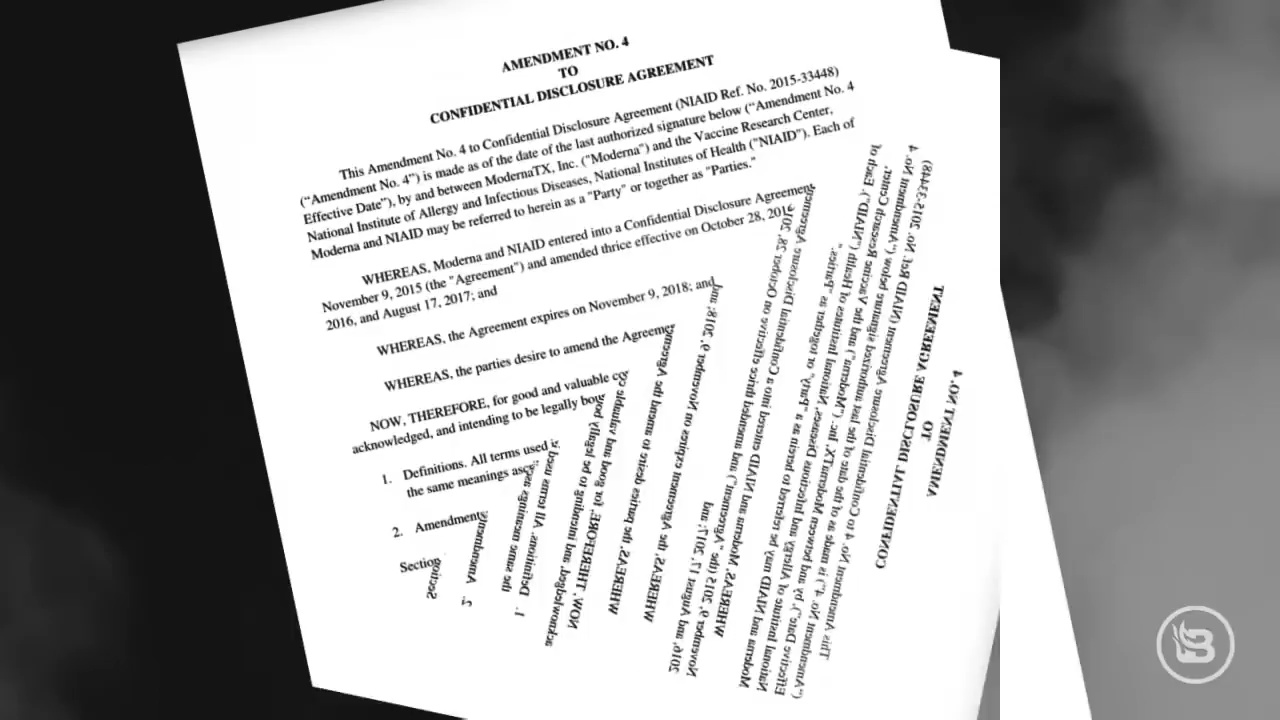 AMENDMENT NO. 4
TO
CONFIDENTIAL DISCLOSURE AGREEMENT
This Amendment No. 4 to Confidential Disclosure Agreement (NIAID Ref. No. 2015-33448)
("Amendment No. 4") is made as of the date of the last authorized signature below ("Amendment No. 4
Effective Date"), by and between ModernaTX, Inc. ("Moderna") and the Vaccine Research Center,
National Institute of Allergy and Infectious Diseases, National Institutes of Health ("NIAID"). Each of
Moderna and NIAID may be referred to herein as a "Party" or together as "Parties."
WHEREAS, Moderna and NIAID entered into a Confidential Disclosure Agreement
November 9, 2015 (the "Agreement") and amended thrice effective on October 28,
2016, and August 17, 2017; and
WHEREAS, the Agreement expires on November 9, 2018; and
WHEREAS, the parties desire to amend the
NOW, THEREFORE, for good and valuable
acknowledged, and intending to be legally
1. Definitions. All terms used
the same meanings
2. Amendments
Section
B